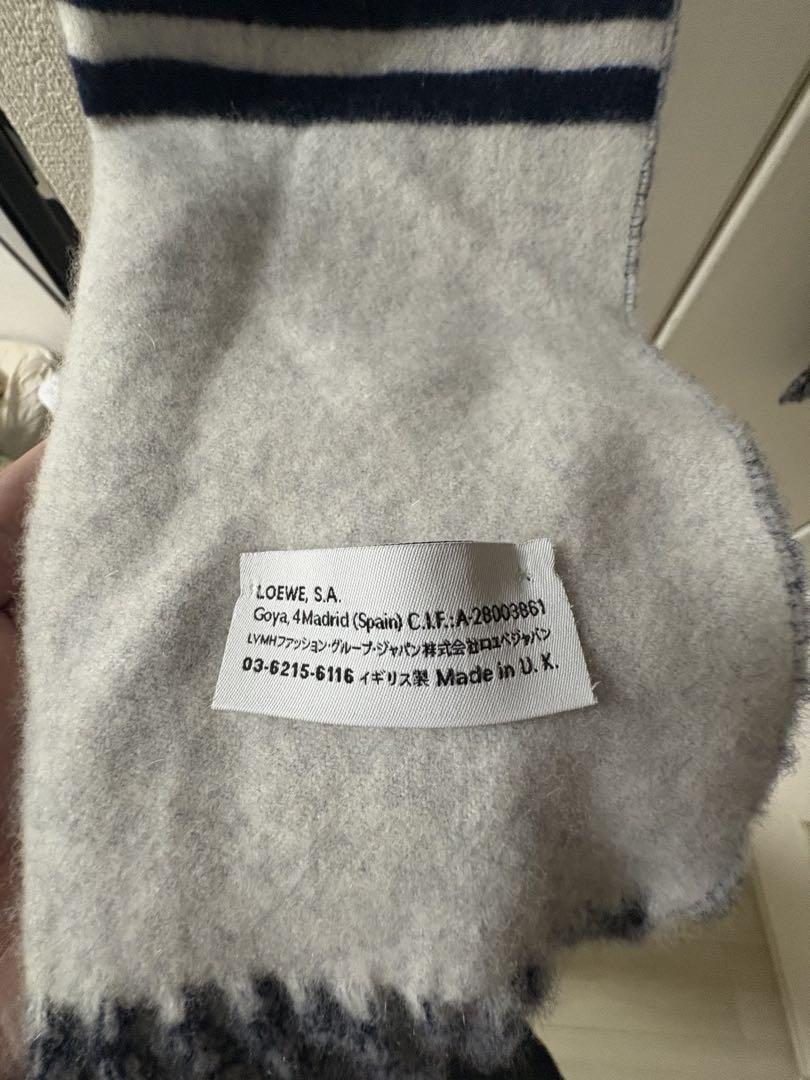 LOEWE, S.A.
Goya, 4 Madrid (Spain) C.I.F.: A-28003861
LVMHファッション・グループ・ジャパン株式会社ロエベジャパン
03-6215-6116 イギリス製 Made in U. K.